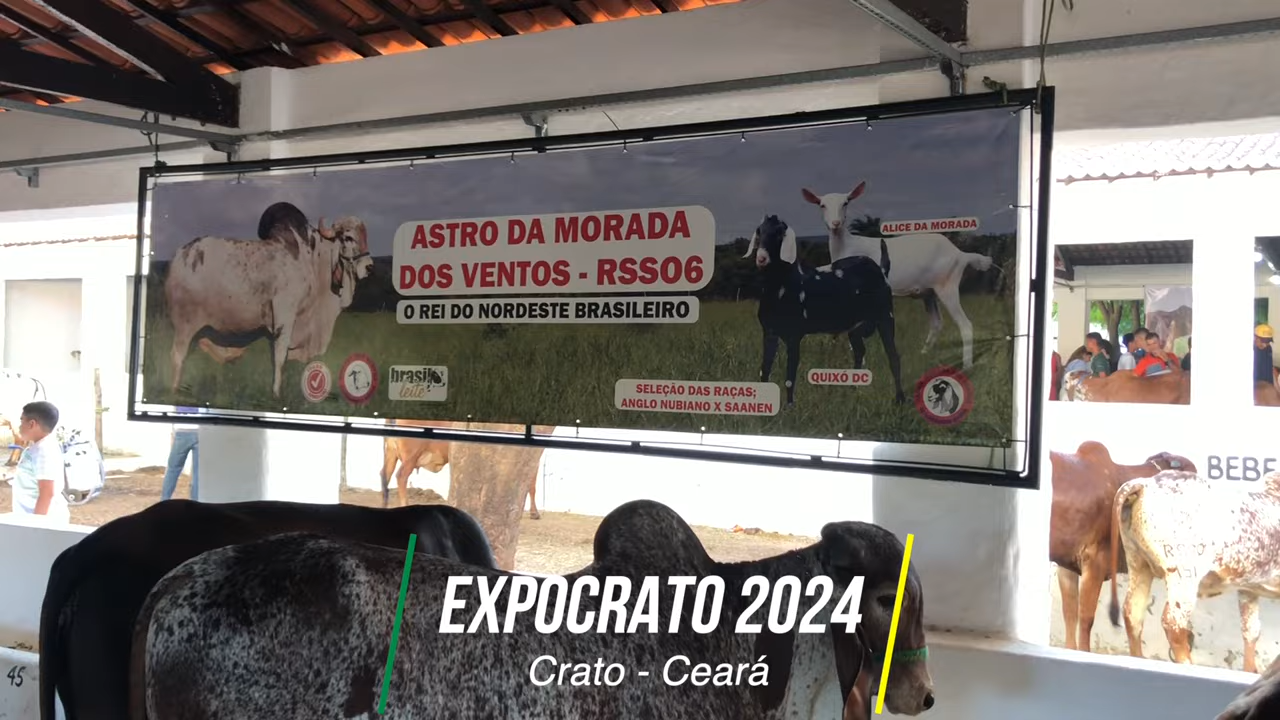 ASTRO DA MORADA
DOS VENTOS - RSS06
O REI DO NORDESTE BRASILEIRO
ALICE DA MORADA
QUIXÓ DC
SELEÇÃO DAS RAÇAS;
ANGLO NUBIANO X SAANEN
brasil
leite
BEBE
45
EXPOCRATO 2024
Crato - Ceará